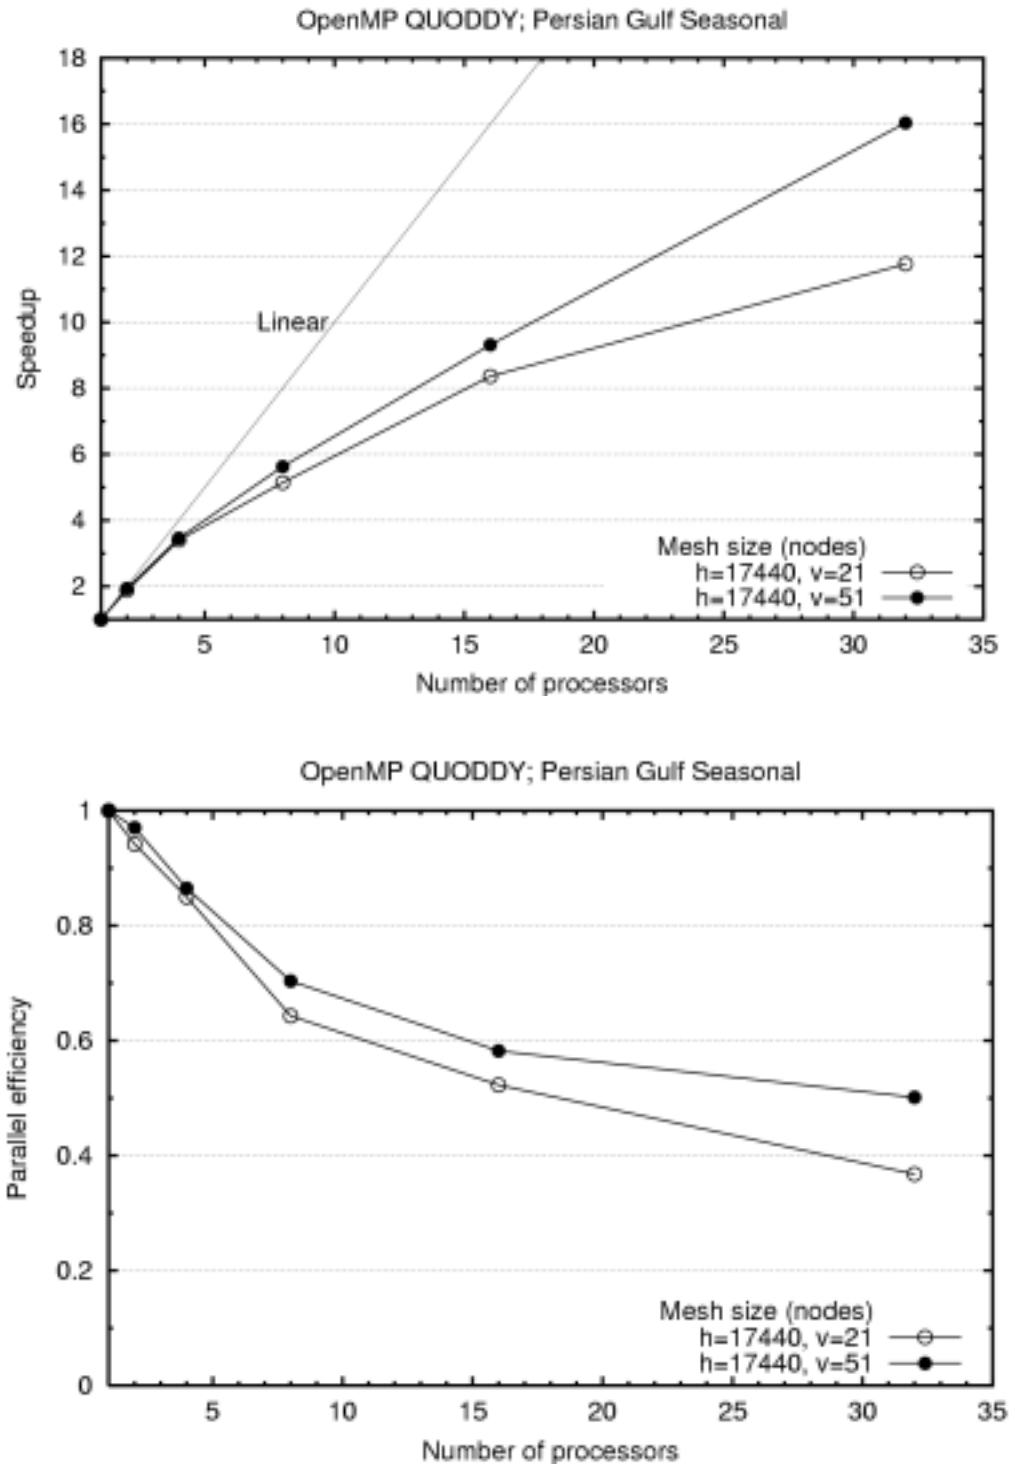 OpenMP QUODDY; Persian Gulf Seasonal
18
16
14
12
10
8
6
4
2
Speedup
Linear
Mesh size (nodes)
h=17440, v=21
h=17440, v=51
5 10 15 20 25 30 35
Number of processors
OpenMP QUODDY; Persian Gulf Seasonal
1
0.8
0.6
0.4
0.2
0
Parallel efficiency
Mesh size (nodes)
h=17440, v=21
h=17440, v=51
5 10 15 20 25 30 35
Number of processors